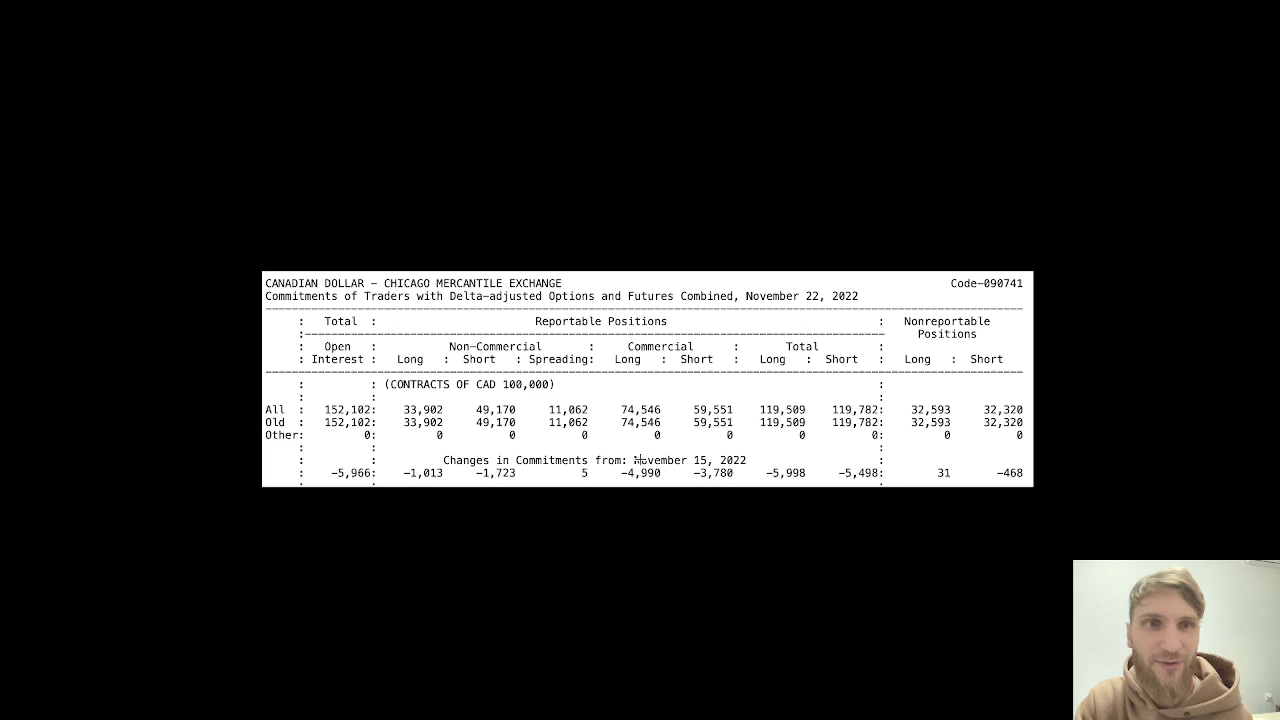 CANADIAN DOLLAR - CHICAGO MERCANTILE EXCHANGE Code-090741
Commitments of Traders with Delta-adjusted Options and Futures Combined, November 22, 2022
: Total : Reportable Positions : Nonreportable
Positions
: Open : Non-Commercial : Commercial : Total :
: Interest : Long : Short : Spreading: Long : Short : Long : Short : Long : Short
: : (CONTRACTS OF CAD 100,000) :
: : :
All : 152,102: 33,902 49,170 11,062 74,546 59,551 119,509 119,782: 32,593 32,320
Old : 152,102: 33,902 49,170 11,062 74,546 59,551 119,509 119,782: 32,593 32,320
Other: 0: 0 0 0 0 0 0 0: 0 0
: : :
: : Changes in Commitments from: November 15, 2022 :
: -5,966: -1,013 -1,723 5 -4,990 -3,780 -5,998 -5,498: 31 -468